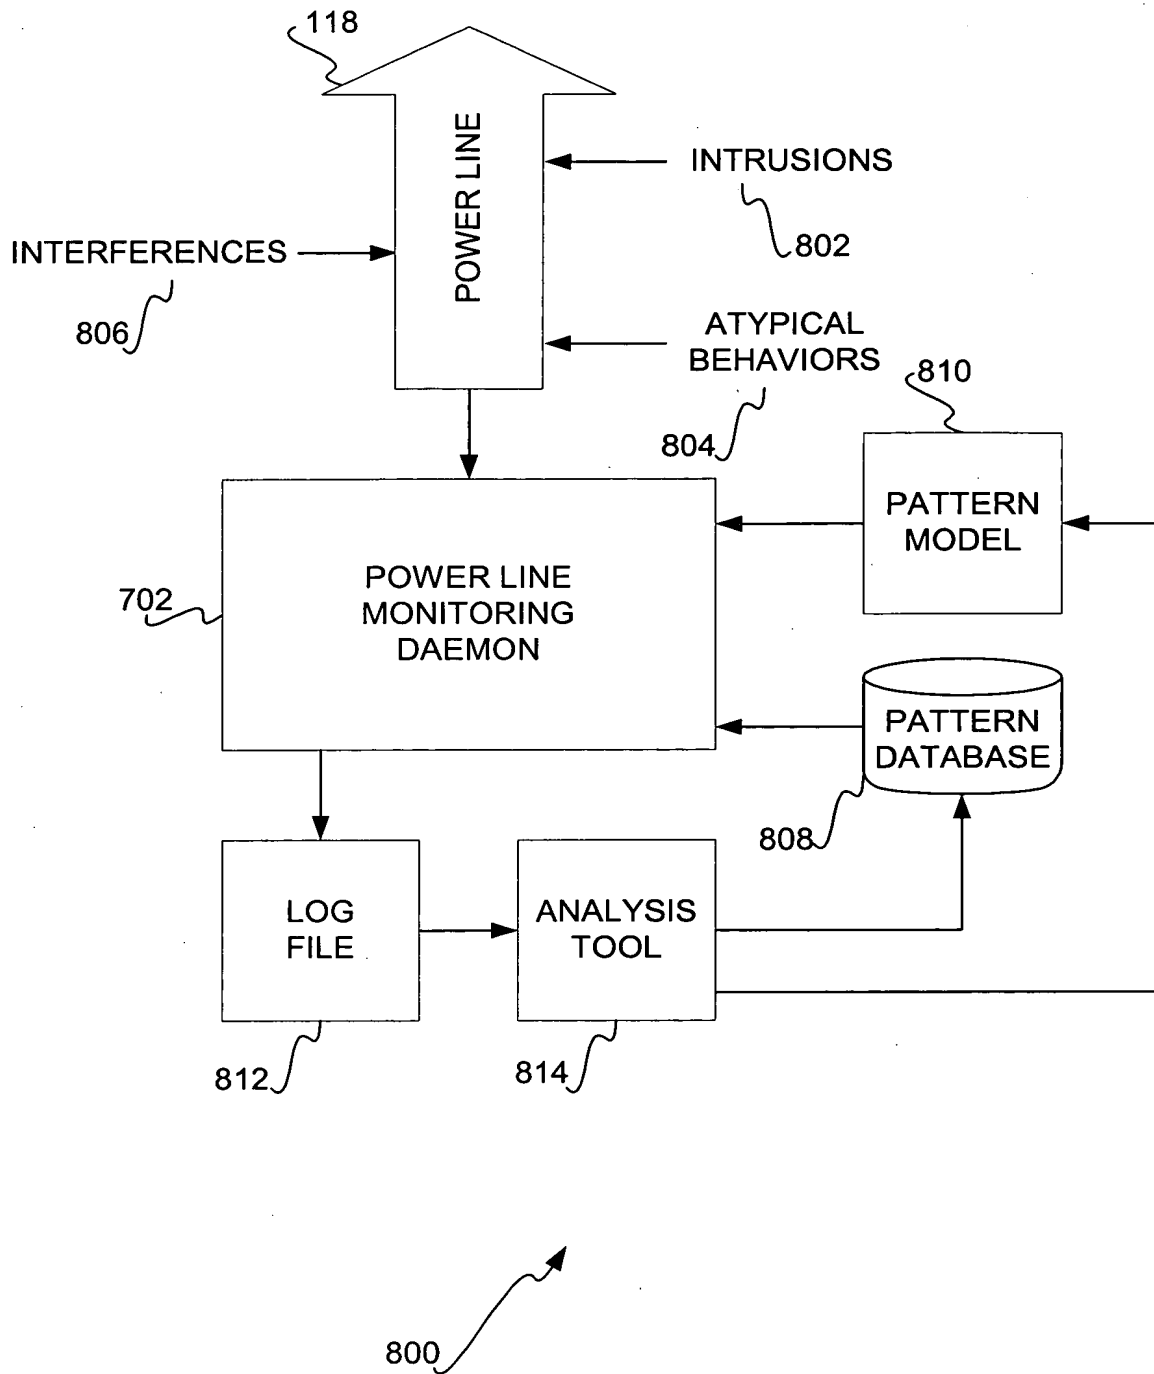 118
POWER LINE
INTRUSIONS
802
INTERFERENCES
806
ATYPICAL
BEHAVIORS
804
810
PATTERN
MODEL
702
POWER LINE
MONITORING
DAEMON
PATTERN
DATABASE
808
LOG
FILE
ANALYSIS
TOOL
812
814
800